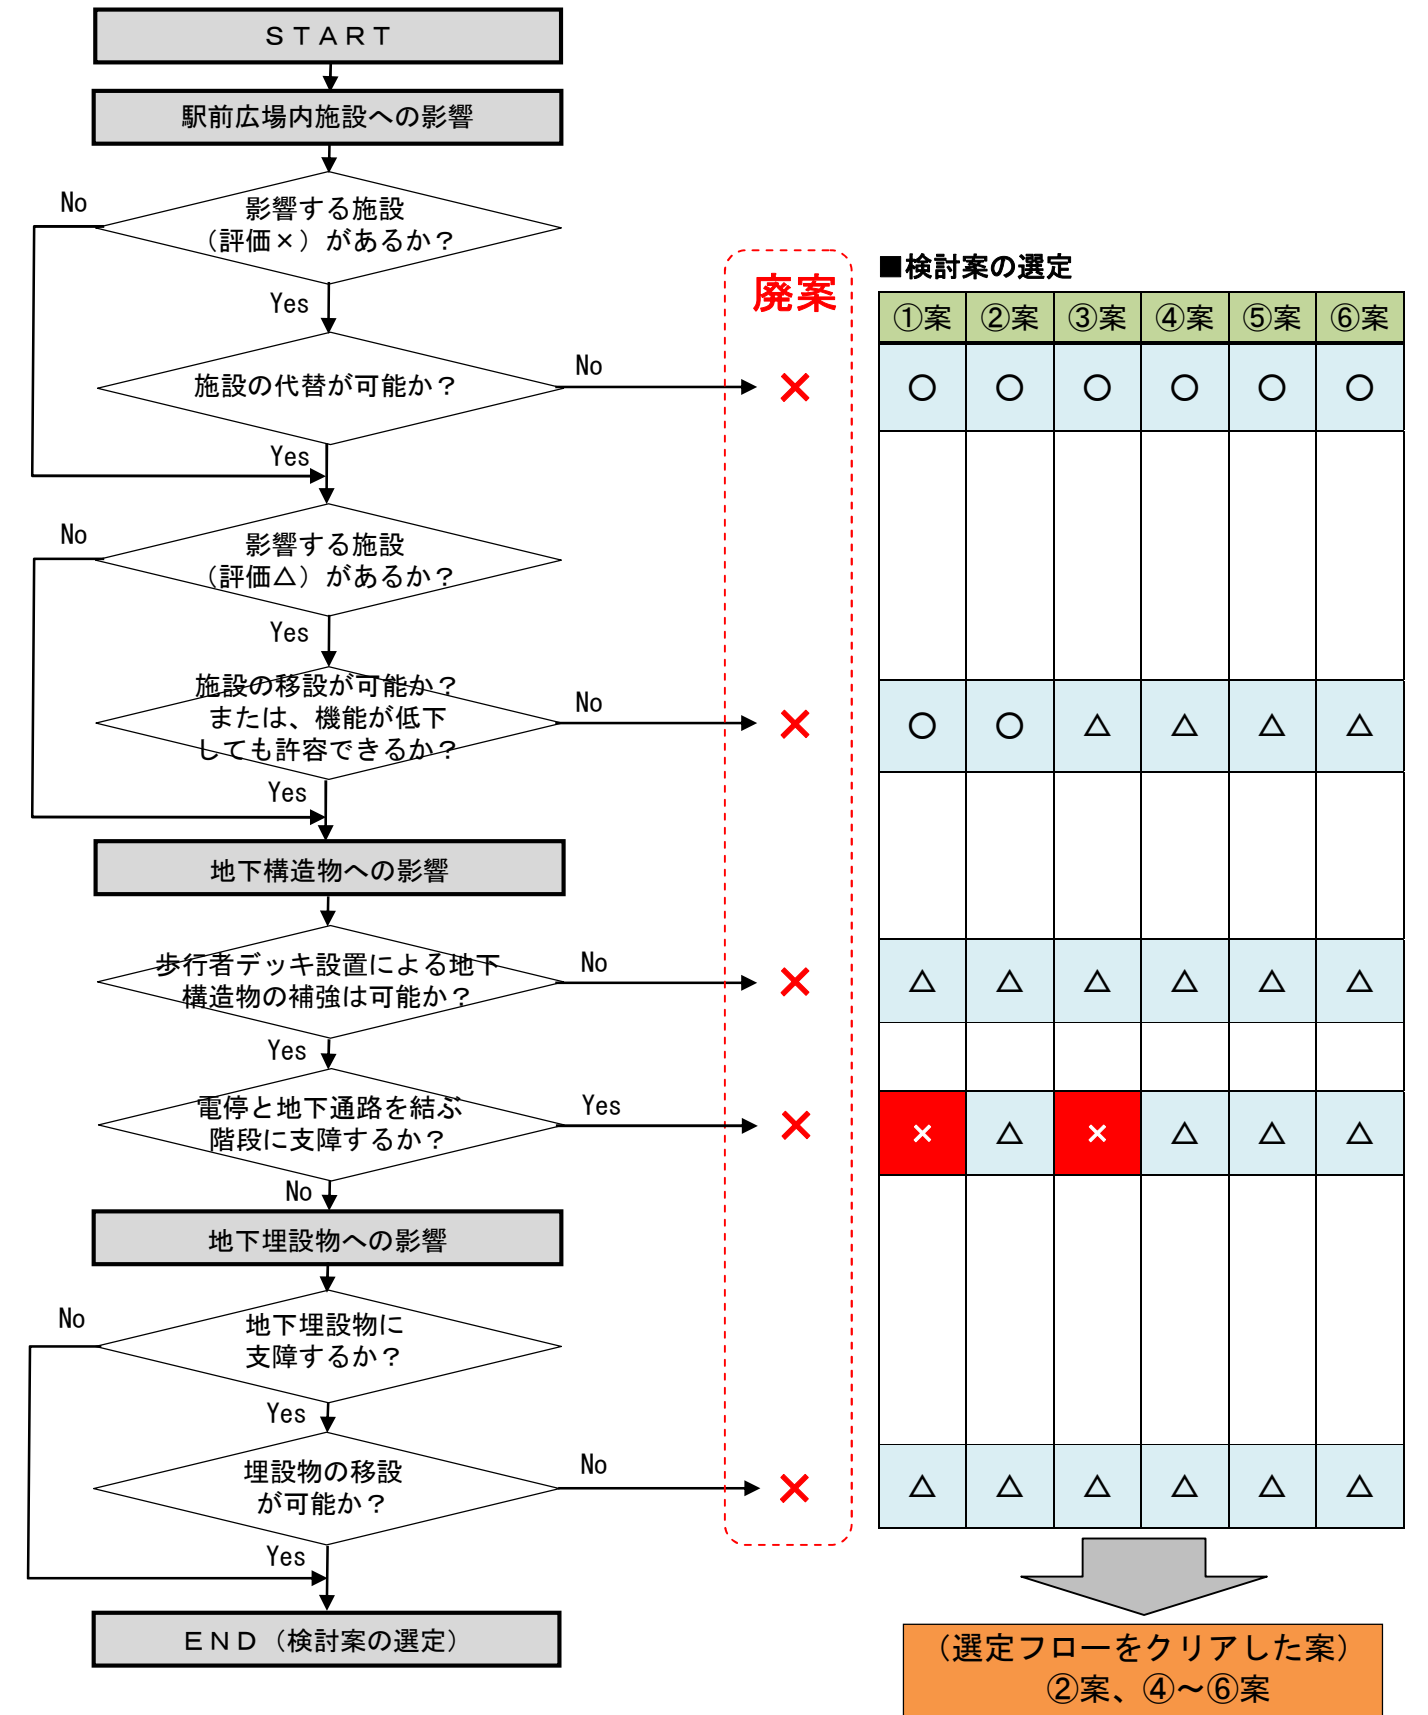 ＳＴＡＲＴ
駅前広場内施設への影響
No
影響する施設
（評価×）があるか？
Yes
施設の代替が可能か？
No
Yes
No
影響する施設
（評価△）があるか？
Yes
施設の移設が可能か？
または、機能が低下
しても許容できるか？
No
Yes
地下構造物への影響
歩行者デッキ設置による地下
構造物の補強は可能か？
No
Yes
電停と地下通路を結ぶ
階段に支障するか？
Yes
No
地下埋設物への影響
No
地下埋設物に
支障するか？
Yes
埋設物の移設
が可能か？
No
Yes
ＥＮＤ（検討案の選定）
廃案
×
×
×
×
×
■検討案の選定
①案 ②案 ③案 ④案 ⑤案 ⑥案
○ ○ ○ ○ ○ ○
○ ○ △ △ △ △
△ △ △ △ △ △
× △ × △ △ △
△ △ △ △ △ △
（選定フローをクリアした案）
②案、④～⑥案